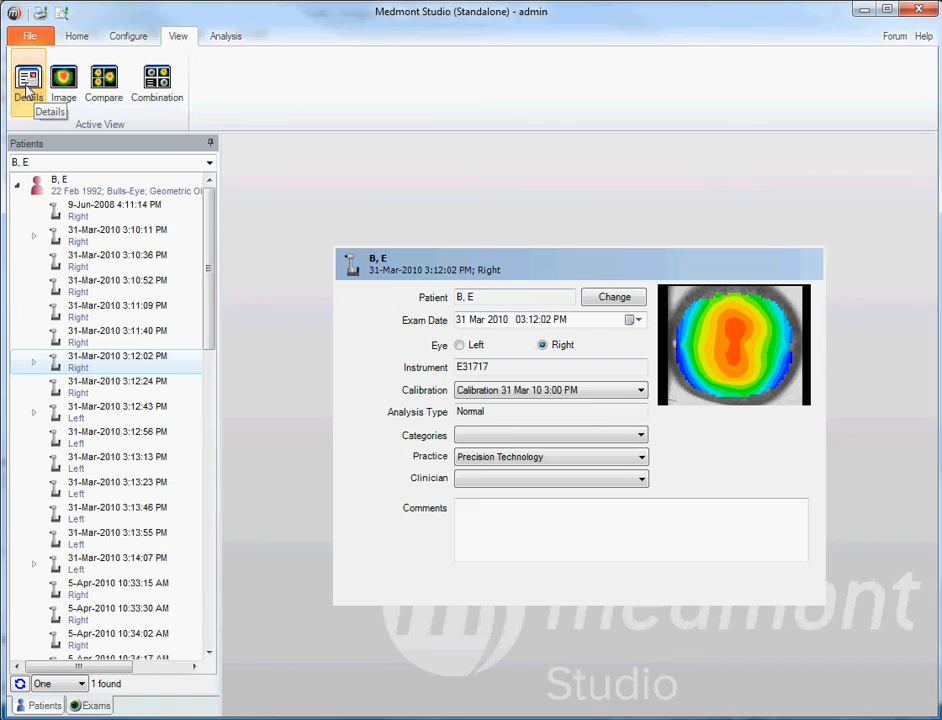 Medmont Studio (Standalone) - admin
File Home Configure View Analysis Forum Help
Details Image Compare Combination
Details
Active View
Patients
B, E
B, E
22 Feb 1992; Bulls-Eye; Geometric
9-Jun-2008 4:11:14 PM
Right
31-Mar-2010 3:10:11 PM
Right
31-Mar-2010 3:10:36 PM
Right
31-Mar-2010 3:10:52 PM
Right
31-Mar-2010 3:11:09 PM
Right
31-Mar-2010 3:11:40 PM
Right
31-Mar-2010 3:12:02 PM
Right
31-Mar-2010 3:12:24 PM
Right
31-Mar-2010 3:12:43 PM
Left
31-Mar-2010 3:12:56 PM
Left
31-Mar-2010 3:13:13 PM
Left
31-Mar-2010 3:13:23 PM
Left
31-Mar-2010 3:13:46 PM
Left
31-Mar-2010 3:13:55 PM
Left
31-Mar-2010 3:14:07 PM
Left
5-Apr-2010 10:33:15 AM
Right
5-Apr-2010 10:33:30 AM
Right
5-Apr-2010 10:34:02 AM
Right
5-Apr-2010 10:34:17 AM
One 1 found
Patients Exams
B, E
31-Mar-2010 3:12:02 PM; Right
Patient B, E Change
Exam Date 31 Mar 2010 03:12:02 PM
Eye Left Right
Instrument E31717
Calibration Calibration 31 Mar 10 3:00 PM
Analysis Type Normal
Categories
Practice Precision Technology
Clinician
Comments
medmont
Studio